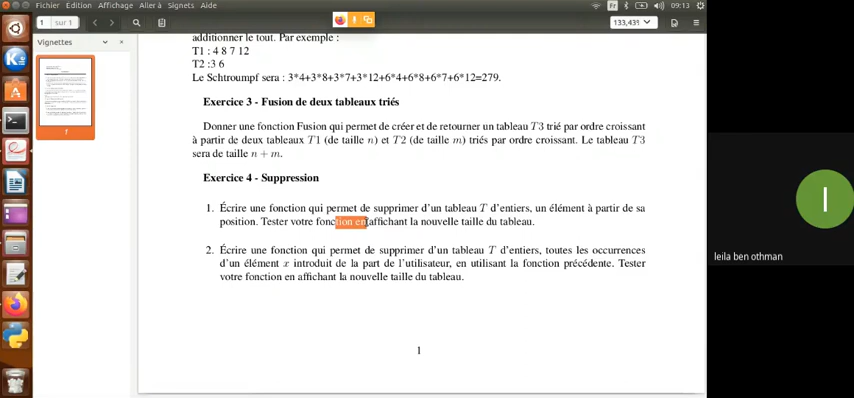 Fichier Edition Affichage Aller à Signets Aide
Fr 09:13
1 sur 1 133,43%
Vignettes
1
additionner le tout. Par exemple :
T1 : 4 8 7 12
T2 :3 6
Le Schtroumpf sera : 3*4+3*8+3*7+3*12+6*4+6*8+6*7+6*12=279.
Exercice 3 - Fusion de deux tableaux triés
Donner une fonction Fusion qui permet de créer et de retourner un tableau T3 trié par ordre croissant
à partir de deux tableaux T1 (de taille n) et T2 (de taille m) triés par ordre croissant. Le tableau T3
sera de taille n + m.
Exercice 4 - Suppression
1. Écrire une fonction qui permet de supprimer d'un tableau T d'entiers, un élément à partir de sa
position. Tester votre fonction en affichant la nouvelle taille du tableau.
2. Écrire une fonction qui permet de supprimer d'un tableau T d'entiers, toutes les occurrences
d'un élément x introduit de la part de l'utilisateur, en utilisant la fonction précédente. Tester
votre fonction en affichant la nouvelle taille du tableau.
1
l
leila ben othman